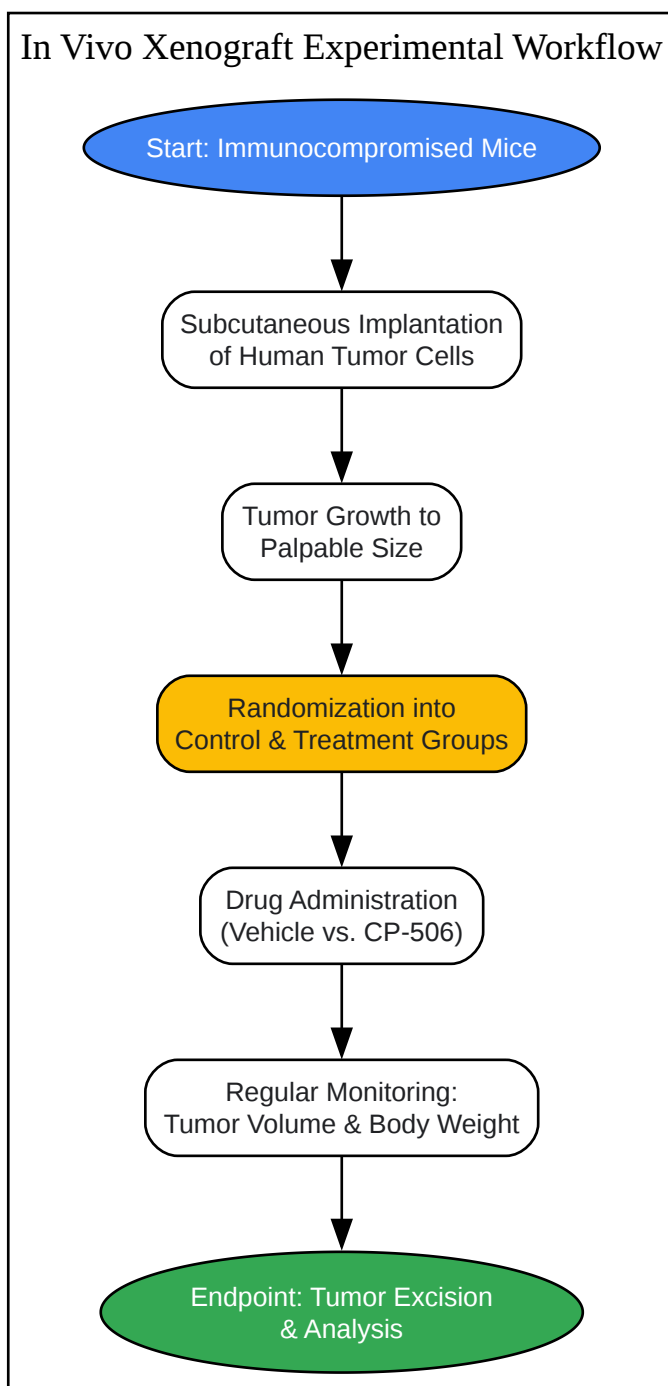 In Vivo Xenograft Experimental Workflow
Start: Immunocompromised Mice
Subcutaneous Implantation
of Human Tumor Cells
Tumor Growth to
Palpable Size
Randomization into
Control & Treatment Groups
Drug Administration
(Vehicle vs. CP-506)
Regular Monitoring:
Tumor Volume & Body Weight
Endpoint: Tumor Excision
& Analysis